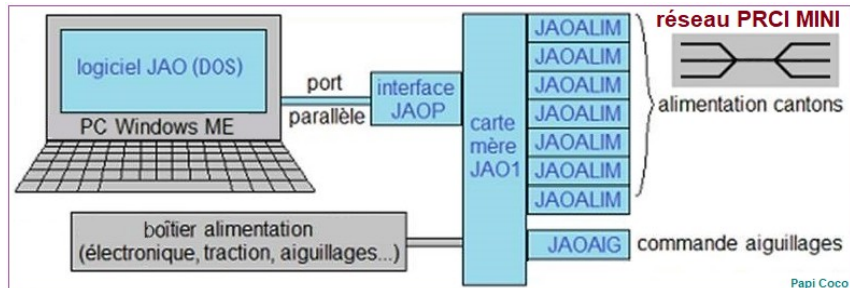 logiciel JAO (DOS)
PC Windows ME
port
parallèle
interface
JAOP
carte
mère
JAO1
JAOALIM
JAOALIM
JAOALIM
JAOALIM
JAOALIM
JAOALIM
JAOALIM
réseau PRCI MINI
alimentation cantons
boîtier alimentation
(électronique, traction, aiguillages...)
JAOAIG
commande aiguillages
Papi Coco